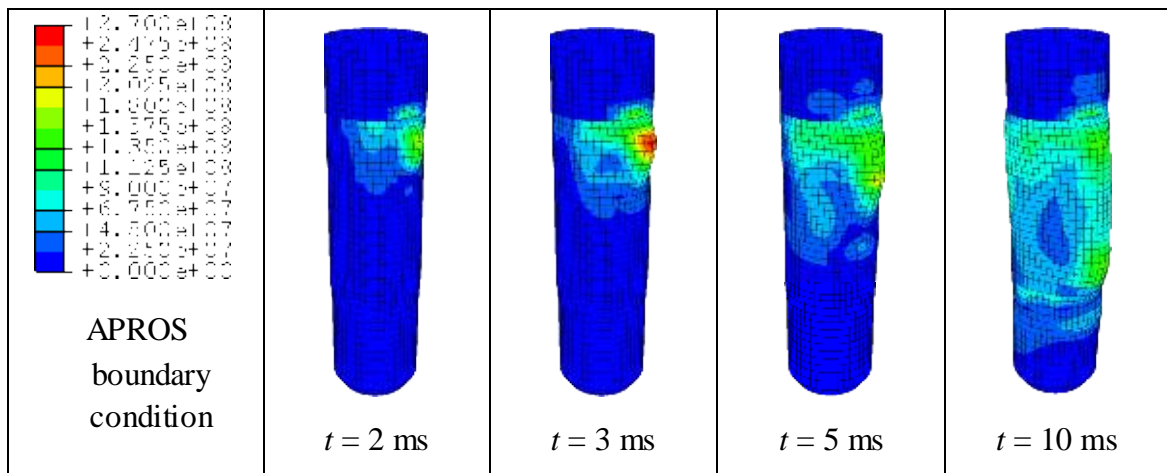 +2.700e+08
+2.475e+08
+2.250e+08
+2.025e+08
+1.800e+08
+1.575e+08
+1.350e+08
+1.125e+08
+9.000e+07
+6.750e+07
+4.500e+07
+2.250e+07
+0.000e+00
APROS
boundary
condition
t = 2 ms
t = 3 ms
t = 5 ms
t = 10 ms